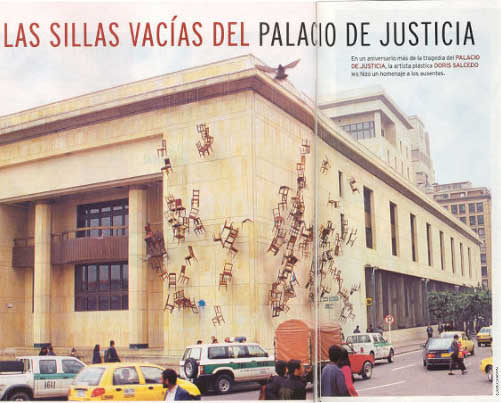 LAS SILLAS VACÍAS DEL PALACIO DE JUSTICIA
En un aniversario más de la tragedia del PALACIO
DE JUSTICIA, la artista plástica DORIS SALCEDO
les hizo un homenaje a los ausentes.
1611